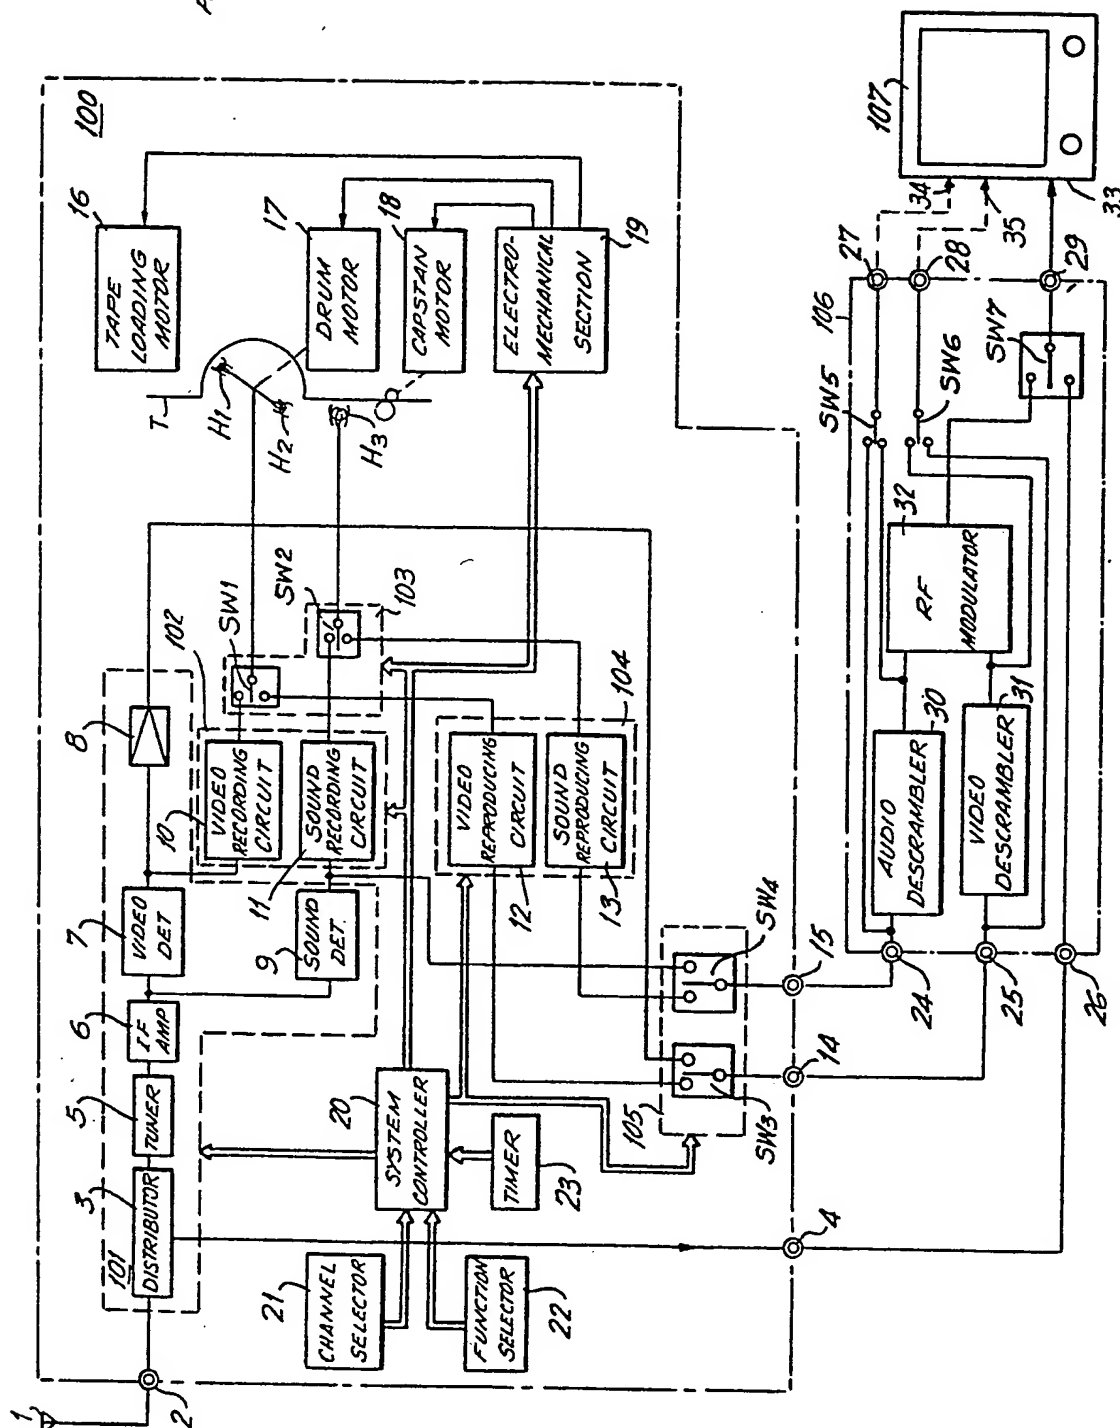 100
16
TAPE
LOADING
MOTOR
17
DRUM
MOTOR
18
CAPSTAN
MOTOR
ELECTRO-
MECHANICAL
SECTION
19
T
H1
H2
H3
SW1
SW2
103
102
8
10
VIDEO
RECORDING
CIRCUIT
11
SOUND
RECORDING
CIRCUIT
104
VIDEO
REPRODUCING
CIRCUIT
12
SOUND
REPRODUCING
CIRCUIT
13
7
VIDEO
DET
9
SOUND
DET.
6
IF
AMP
5
TUNER
3
DISTRIBUTOR
101
1
2
20
SYSTEM
CONTROLLER
TIMER
23
21
CHANNEL
SELECTOR
FUNCTION
SELECTOR
22
105
SW3
SW4
4
14
15
107
33
34
35
27
28
29
106
SW5
SW6
SW7
32
RF
MODULATOR
AUDIO
DESCRAMBLER
30
VIDEO
DESCRAMBLER
31
24
25
26